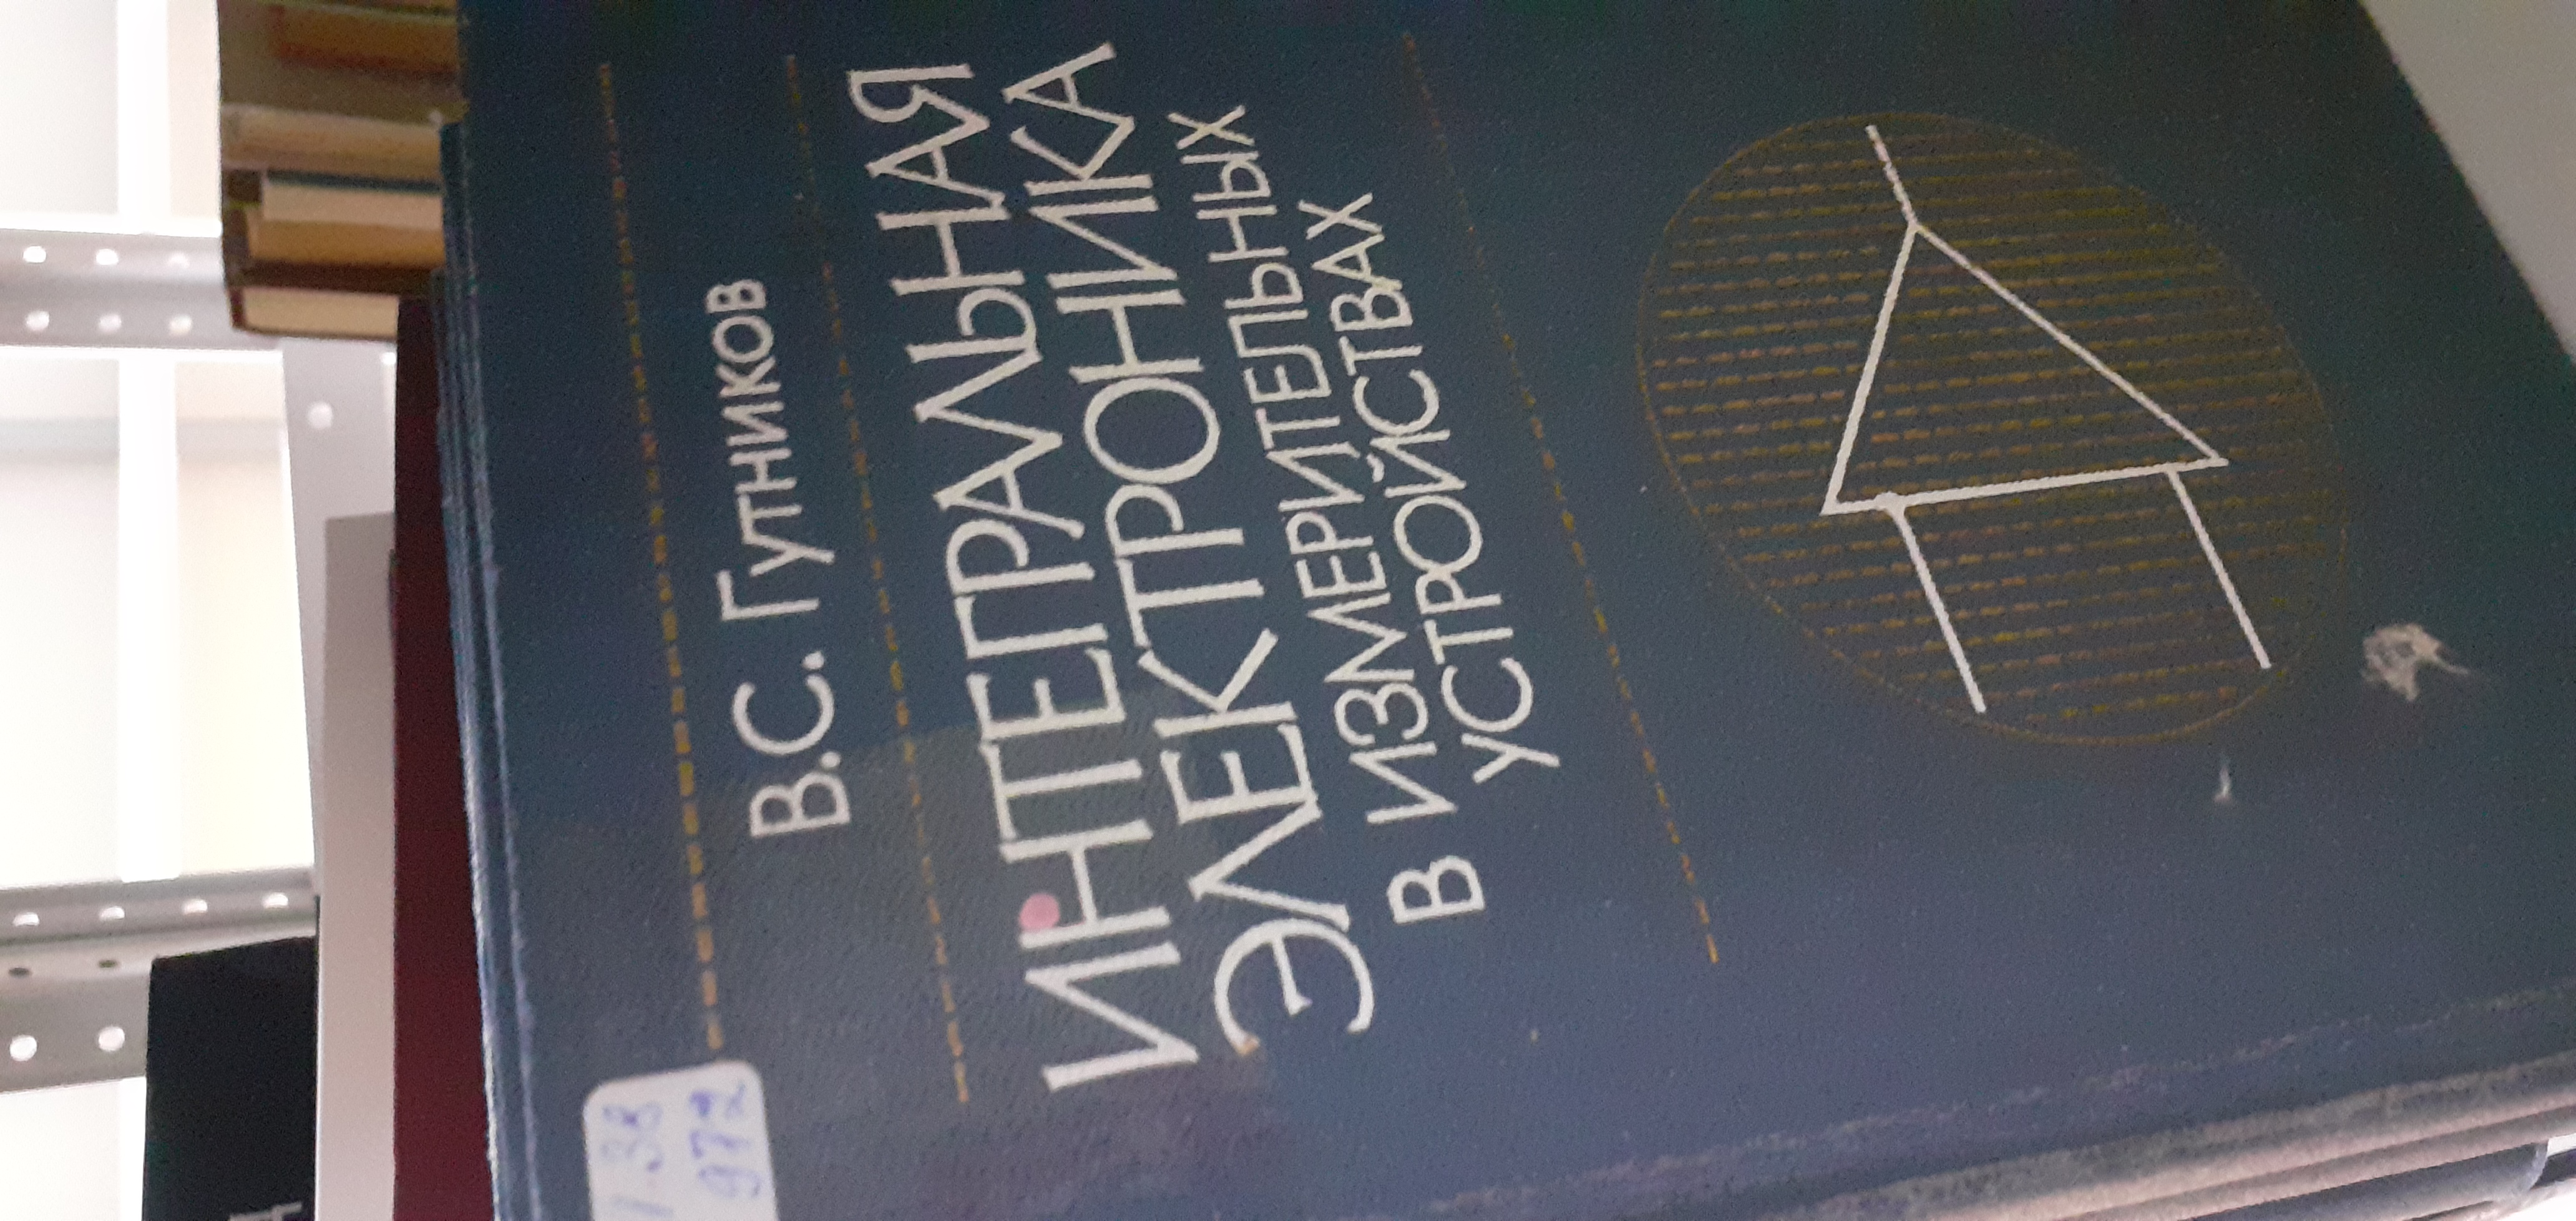 В.С. Гутников
ИНТЕГРАЛЬНАЯ
ЭЛЕКТРОНИКА
В ИЗМЕРИТЕЛЬНЫХ
УСТРОЙСТВАХ